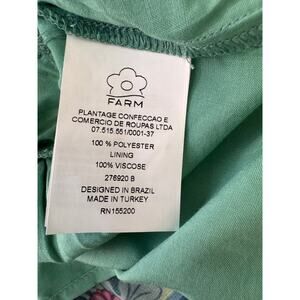 FARM
PLANTAGE CONFECCAO E
COMERCIO DE ROUPAS LTDA
07.515.551/0001-37
100 % POLYESTER
LINING
100% VISCOSE
276920 B
DESIGNED IN BRAZIL
MADE IN TURKEY
RN155200